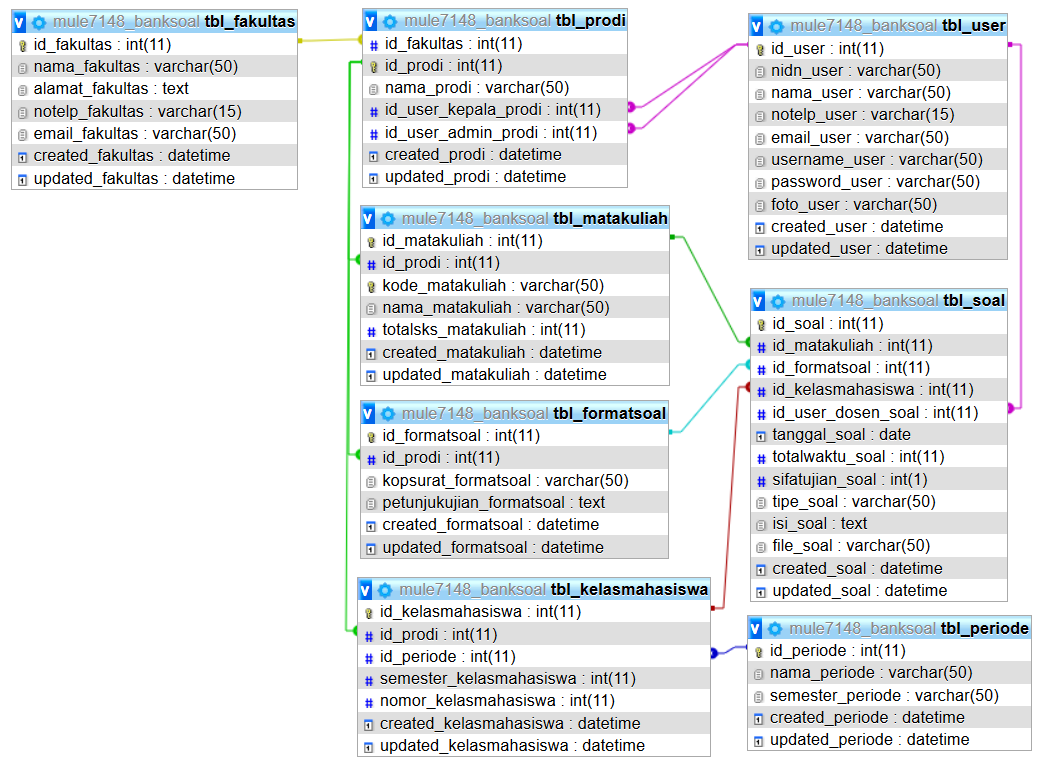 mule7148_banksoal tbl_fakultas
id_fakultas : int(11)
nama_fakultas : varchar(50)
alamat_fakultas : text
notelp_fakultas : varchar(15)
email_fakultas : varchar(50)
created_fakultas : datetime
updated_fakultas : datetime
mule7148_banksoal tbl_prodi
id_fakultas : int(11)
id_prodi : int(11)
nama_prodi : varchar(50)
id_user_kepala_prodi : int(11)
id_user_admin_prodi : int(11)
created_prodi : datetime
updated_prodi : datetime
mule7148_banksoal tbl_user
id_user : int(11)
nidn_user : varchar(50)
nama_user : varchar(50)
notelp_user : varchar(15)
email_user : varchar(50)
username_user : varchar(50)
password_user : varchar(50)
foto_user : varchar(50)
created_user : datetime
updated_user : datetime
mule7148_banksoal tbl_matakuliah
id_matakuliah : int(11)
id_prodi : int(11)
kode_matakuliah : varchar(50)
nama_matakuliah : varchar(50)
totalsks_matakuliah : int(11)
created_matakuliah : datetime
updated_matakuliah : datetime
mule7148_banksoal tbl_soal
id_soal : int(11)
id_matakuliah : int(11)
id_formatsoal : int(11)
id_kelasmahasiswa : int(11)
id_user_dosen_soal : int(11)
tanggal_soal : date
totalwaktu_soal : int(11)
sifatujian_soal : int(1)
tipe_soal : varchar(50)
isi_soal : text
file_soal : varchar(50)
created_soal : datetime
updated_soal : datetime
mule7148_banksoal tbl_formatsoal
id_formatsoal : int(11)
id_prodi : int(11)
kopsurat_formatsoal : varchar(50)
petunjukujian_formatsoal : text
created_formatsoal : datetime
updated_formatsoal : datetime
mule7148_banksoal tbl_kelasmahasiswa
id_kelasmahasiswa : int(11)
id_prodi : int(11)
id_periode : int(11)
semester_kelasmahasiswa : int(11)
nomor_kelasmahasiswa : int(11)
created_kelasmahasiswa : datetime
updated_kelasmahasiswa : datetime
mule7148_banksoal tbl_periode
id_periode : int(11)
nama_periode : varchar(50)
semester_periode : varchar(50)
created_periode : datetime
updated_periode : datetime